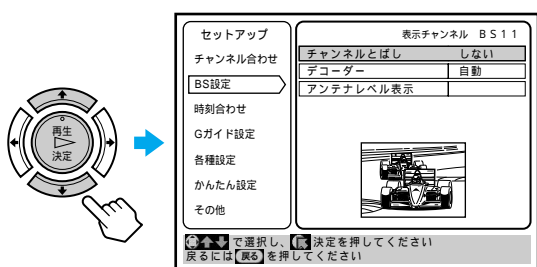 再生
決定
セットアップ
チャンネル合わせ
BS設定
時刻合わせ
Gガイド設定
各種設定
かんたん設定
その他
表示チャンネル BS11
チャンネルとばし しない
デコーダー 自動
アンテナレベル表示
で選択し、 決定を押してください
戻るには 戻る を押してください